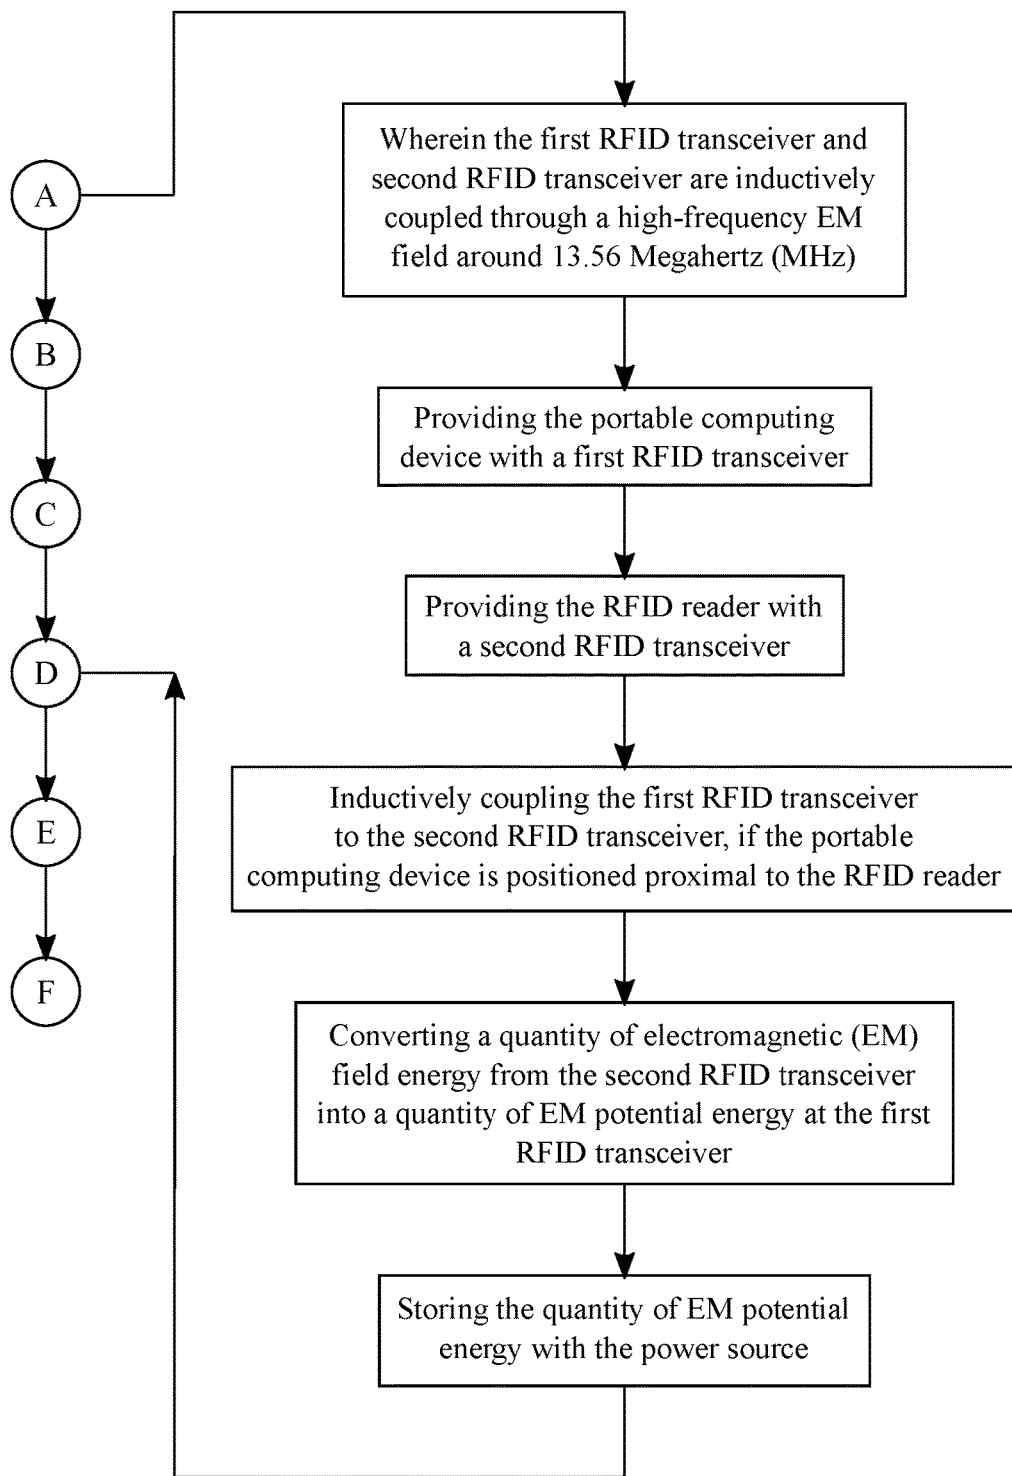 A
B
C
D
E
F
Wherein the first RFID transceiver and
second RFID transceiver are inductively
coupled through a high-frequency EM
field around 13.56 Megahertz (MHz)
Providing the portable computing
device with a first RFID transceiver
Providing the RFID reader with
a second RFID transceiver
Inductively coupling the first RFID transceiver
to the second RFID transceiver, if the portable
computing device is positioned proximal to the RFID reader
Converting a quantity of electromagnetic (EM)
field energy from the second RFID transceiver
into a quantity of EM potential energy at the first
RFID transceiver
Storing the quantity of EM potential
energy with the power source